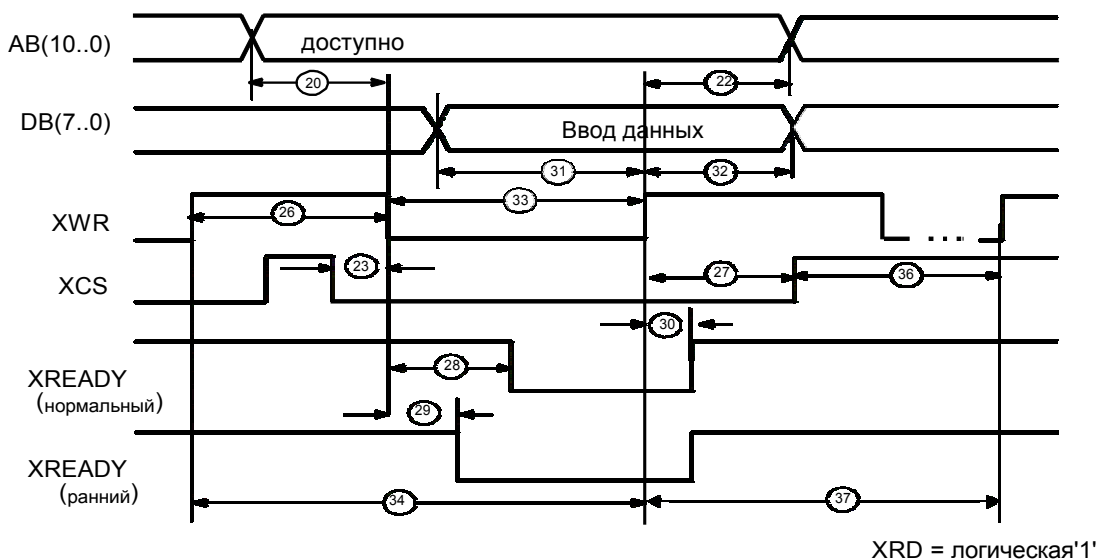 AB(10..0)
доступно
20
22
DB(7..0)
Ввод данных
31
32
33
XWR
26
23
27
36
XCS
30
28
XREADY
(нормальный)
29
XREADY
(ранний)
34
37
XRD = логическая'1'